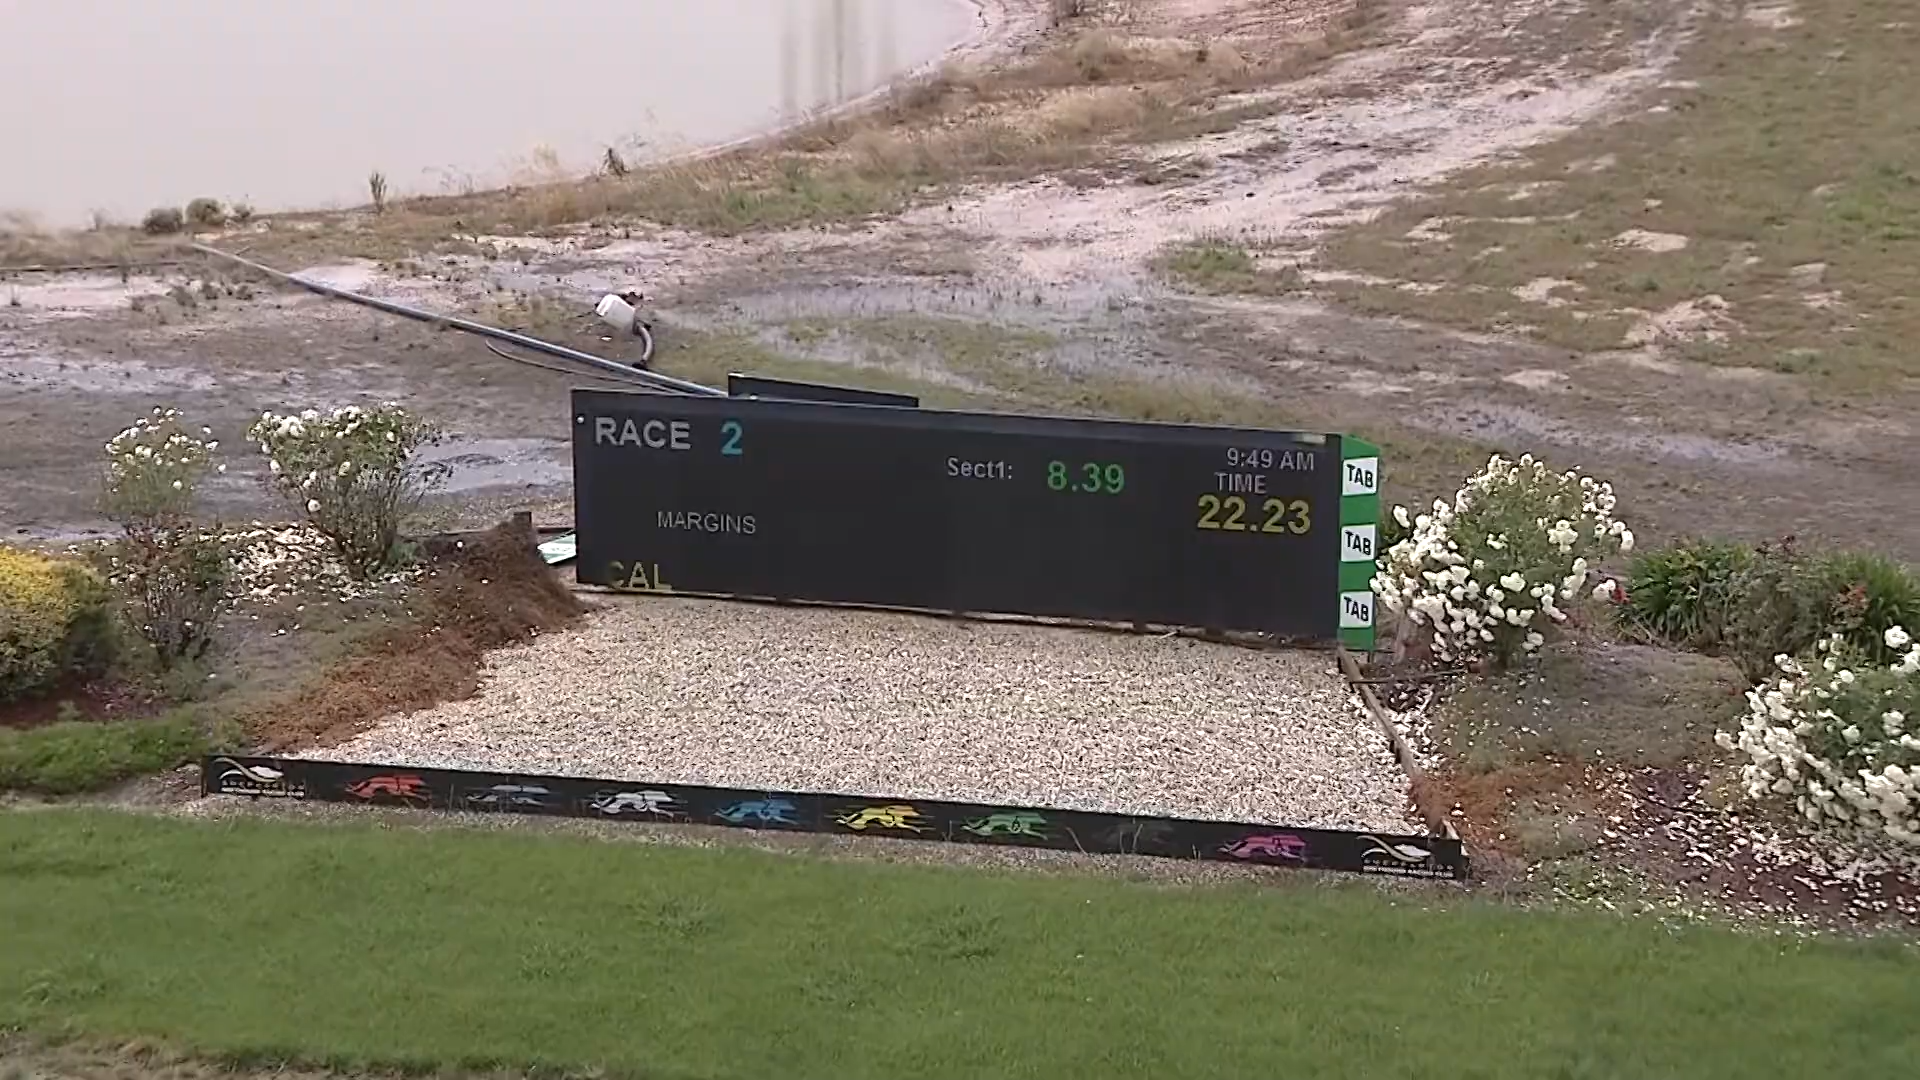 RACE 2
Sect1: 8.39
9:49 AM
TIME
22.23
MARGINS
CAL
TAB
TAB
TAB